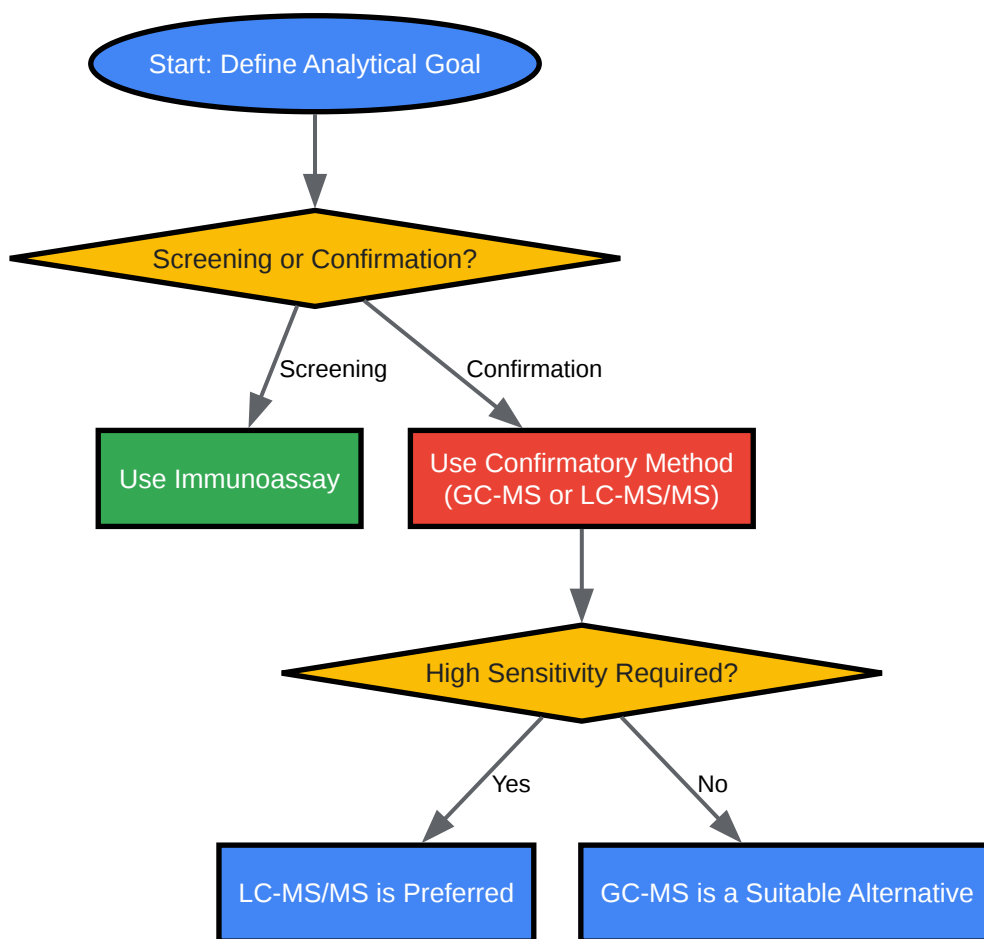 Start: Define Analytical Goal
Screening or Confirmation?
Screening
Confirmation
Use Immunoassay
Use Confirmatory Method
(GC-MS or LC-MS/MS)
High Sensitivity Required?
Yes
No
LC-MS/MS is Preferred
GC-MS is a Suitable Alternative